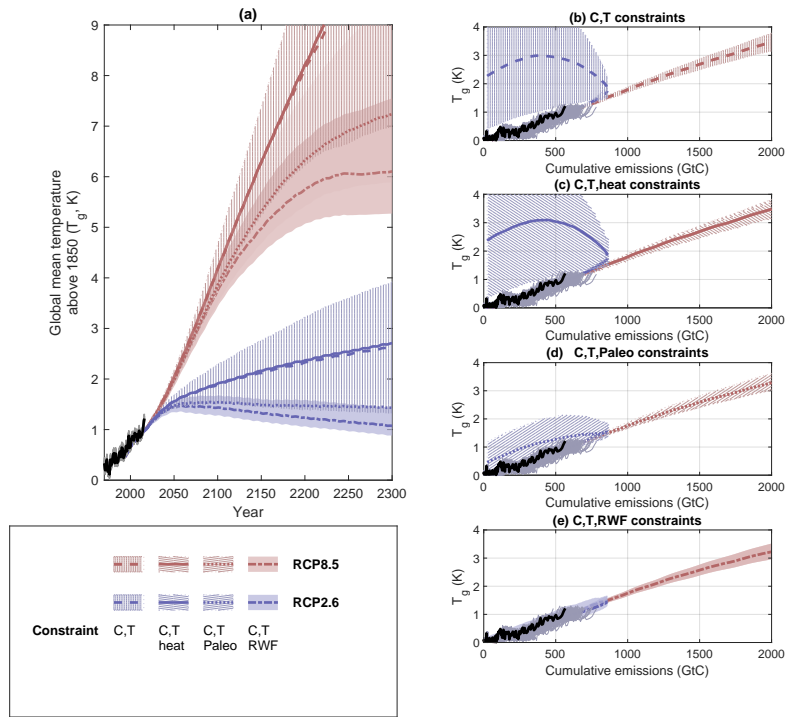 (a)
9
8
7
6
5
4
3
2
1
0
Global mean temperature
above 1850 (T_g, K)
2000 2050 2100 2150 2200 2250 2300
Year
RCP8.5
RCP2.6
Constraint C,T C,T C,T C,T
heat Paleo RWF
(b) C,T constraints
4
3
2
1
0
T_g (K)
0 500 1000 1500 2000
Cumulative emissions (GtC)
(c) C,T,heat constraints
4
3
2
1
0
T_g (K)
0 500 1000 1500 2000
Cumulative emissions (GtC)
(d) C,T,Paleo constraints
4
3
2
1
0
T_g (K)
0 500 1000 1500 2000
Cumulative emissions (GtC)
(e) C,T,RWF constraints
4
3
2
1
0
T_g (K)
0 500 1000 1500 2000
Cumulative emissions (GtC)